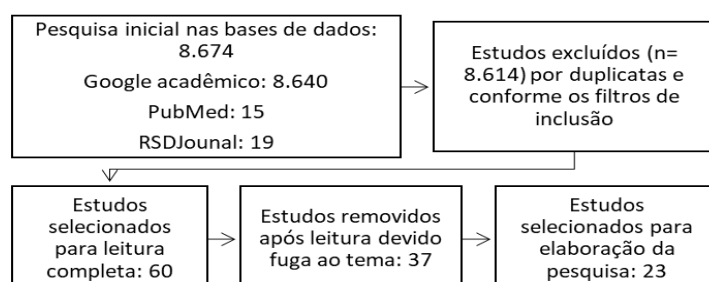 Pesquisa inicial nas bases de dados:
8.674
Google acadêmico: 8.640
PubMed: 15
RSDJounal: 19
Estudos excluídos (n=
8.614) por duplicatas e
conforme os filtros de
inclusão
Estudos
selecionados
para leitura
completa: 60
Estudos removidos
após leitura devido
fuga ao tema: 37
Estudos
selecionados para
elaboração da
pesquisa: 23